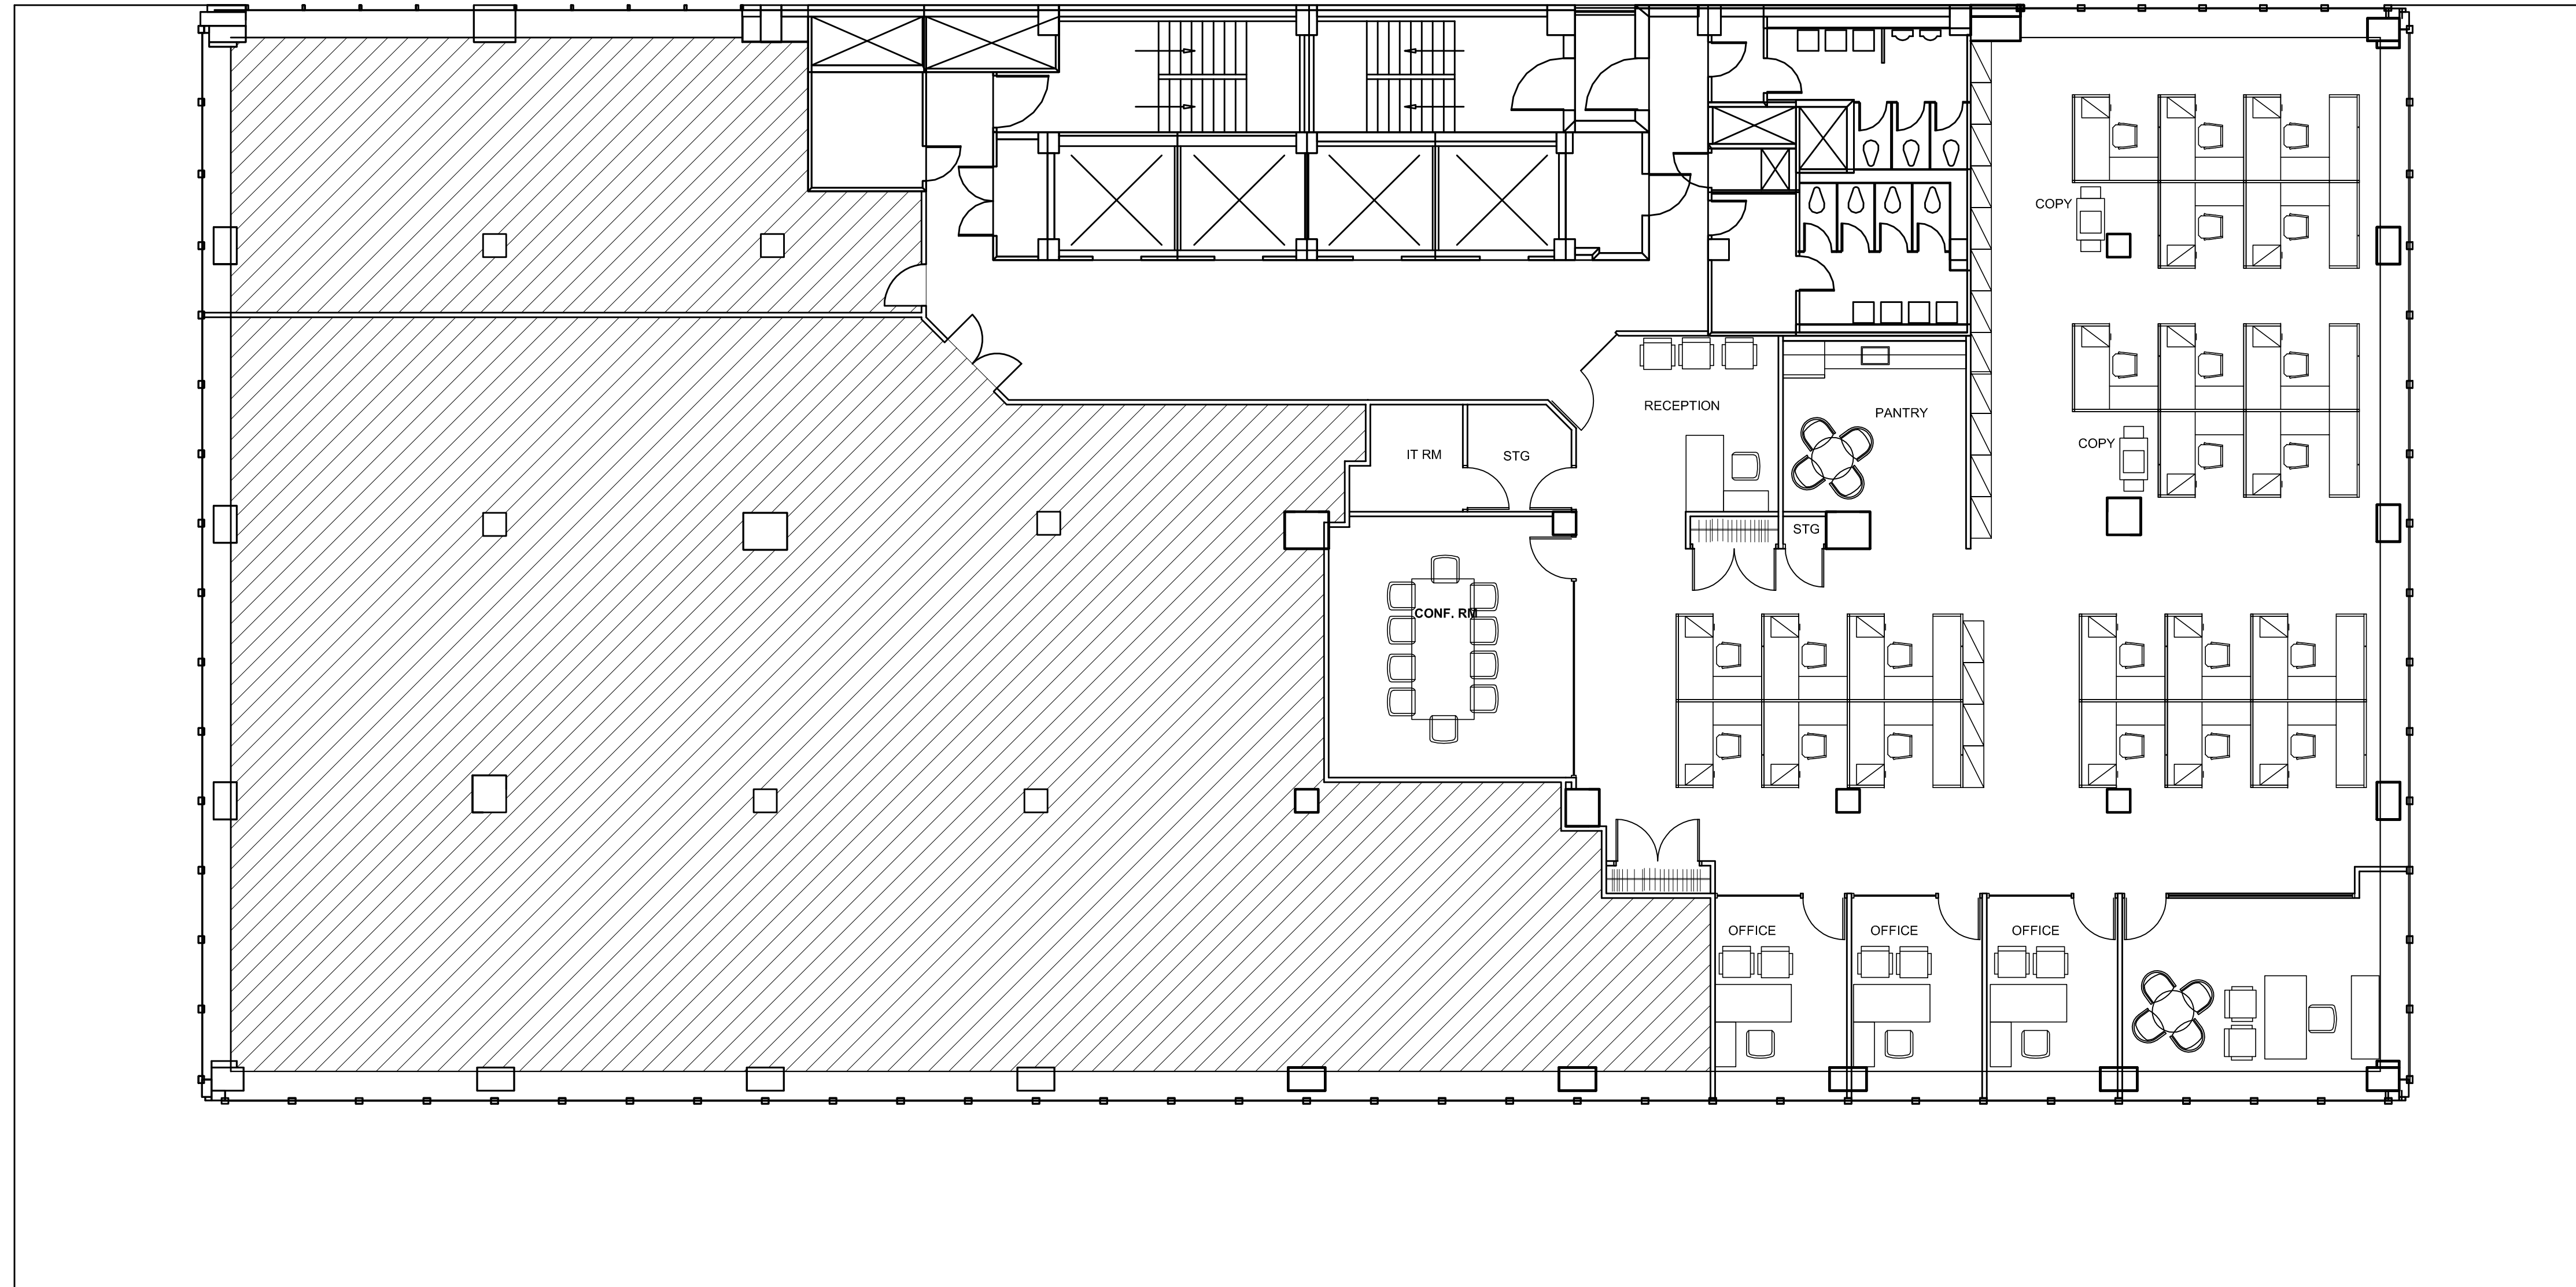 COPY
RECEPTION
PANTRY
COPY
IT RM
STG
STG
CONF. RM
OFFICE
OFFICE
OFFICE